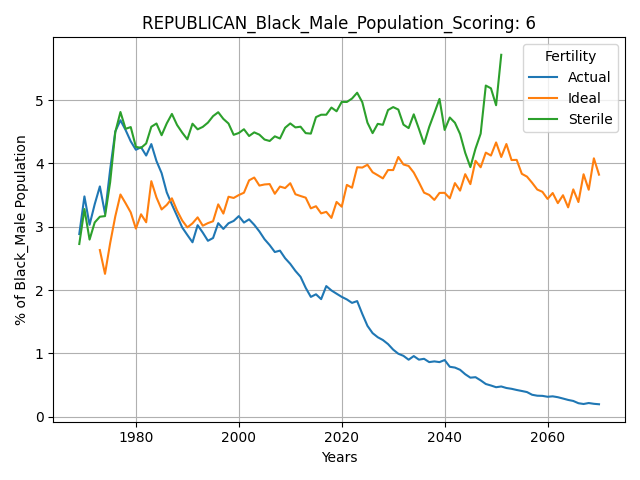 REPUBLICAN_Black_Male_Population_Scoring: 6
% of Black_Male Population
5
4
3
2
1
0
1980
2000
2020
2040
2060
Years
Fertility
Actual
Ideal
Sterile